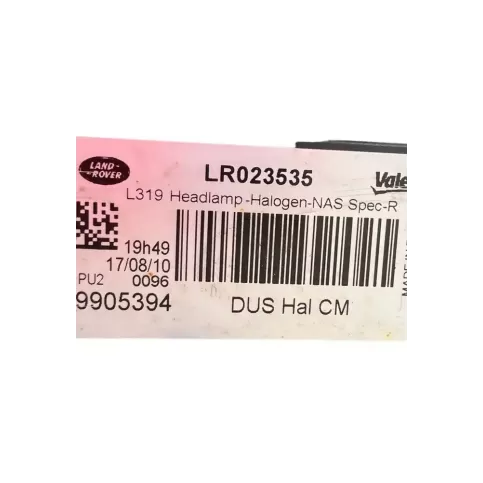 LAND-
ROVER
LR023535
L319 Headlamp-Halogen-NAS Spec-R
19h49
17/08/10
PU2 0096
9905394
DUS Hal CM